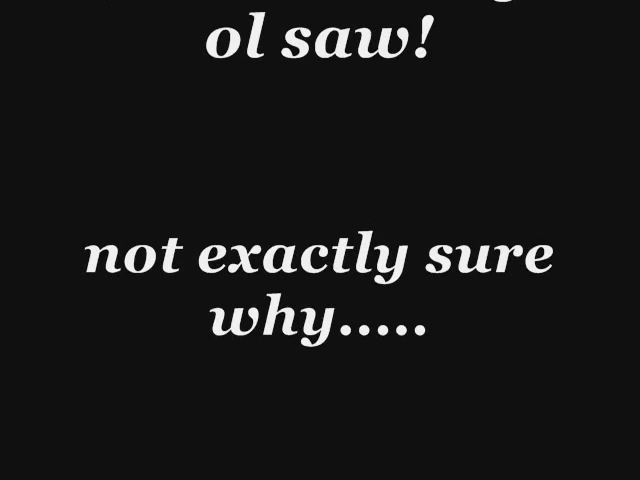 ol saw!
not exactly sure
why.....